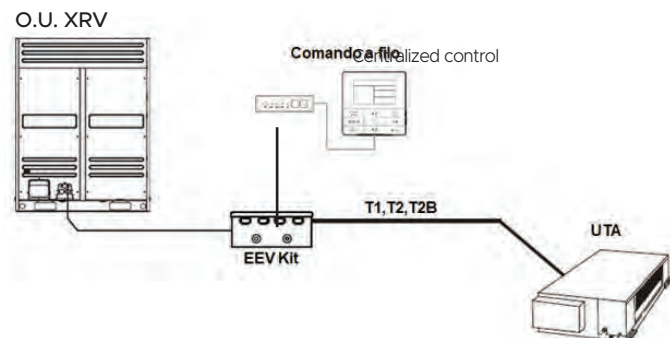 O.U. XRV
Comando a filo
Centralized control
T1,T2,T2B
EEV Kit
UTA